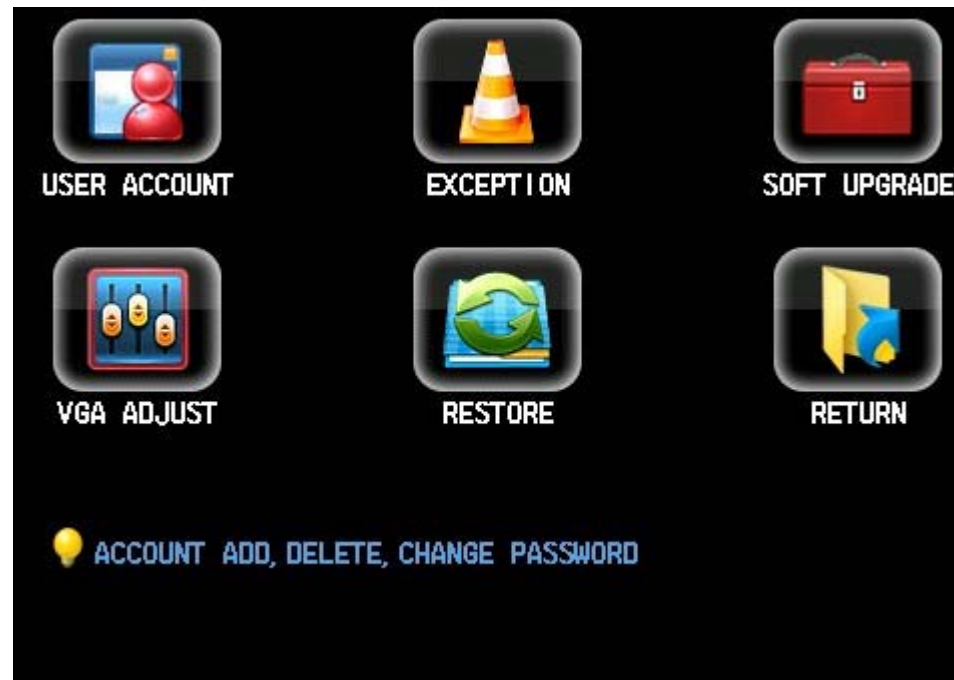 USER ACCOUNT EXCEPTION SOFT UPGRADE
VGA ADJUST RESTORE RETURN
ACCOUNT ADD, DELETE, CHANGE PASSWORD